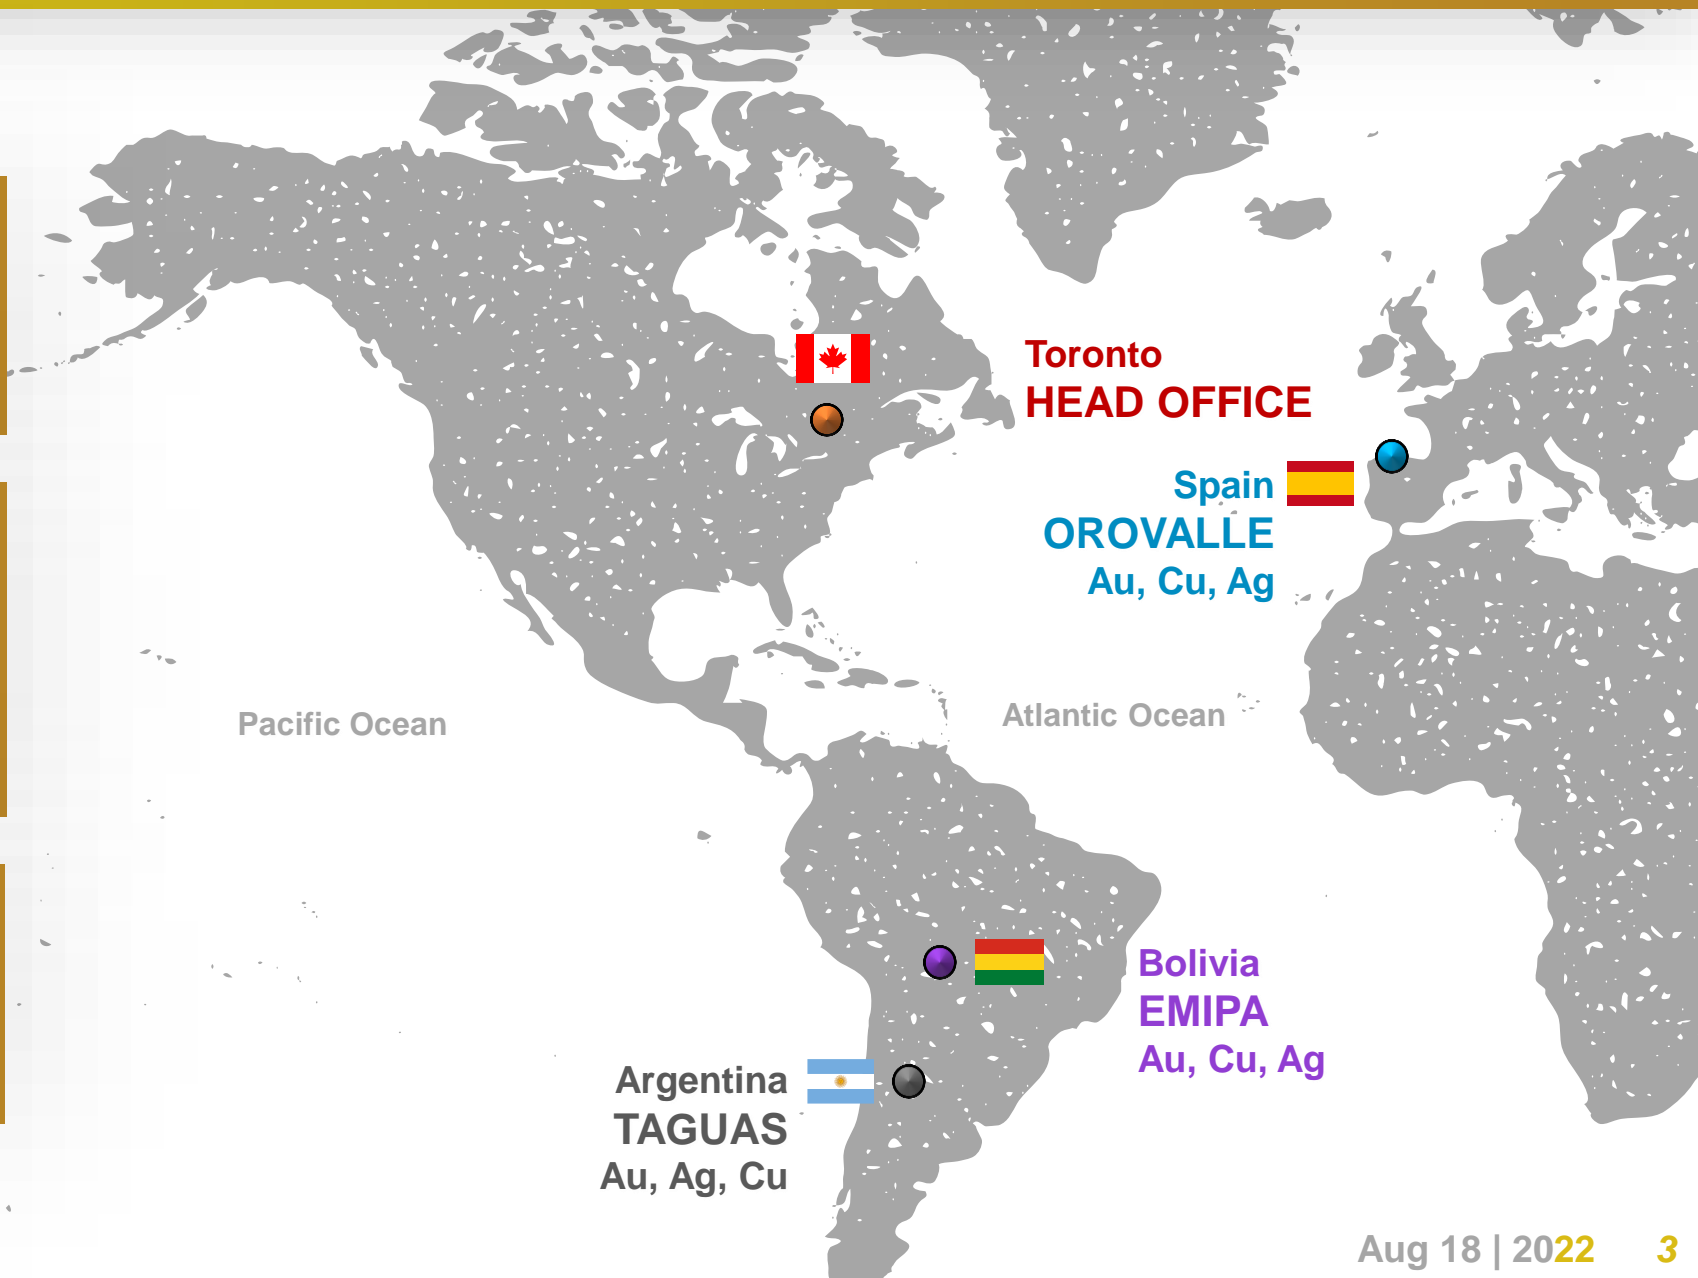 Toronto
HEAD OFFICE
Spain
OROVALLE
Au, Cu, Ag
Pacific Ocean
Atlantic Ocean
Bolivia
EMIPA
Au, Cu, Ag
Argentina
TAGUAS
Au, Ag, Cu
Aug 18 | 2022 3